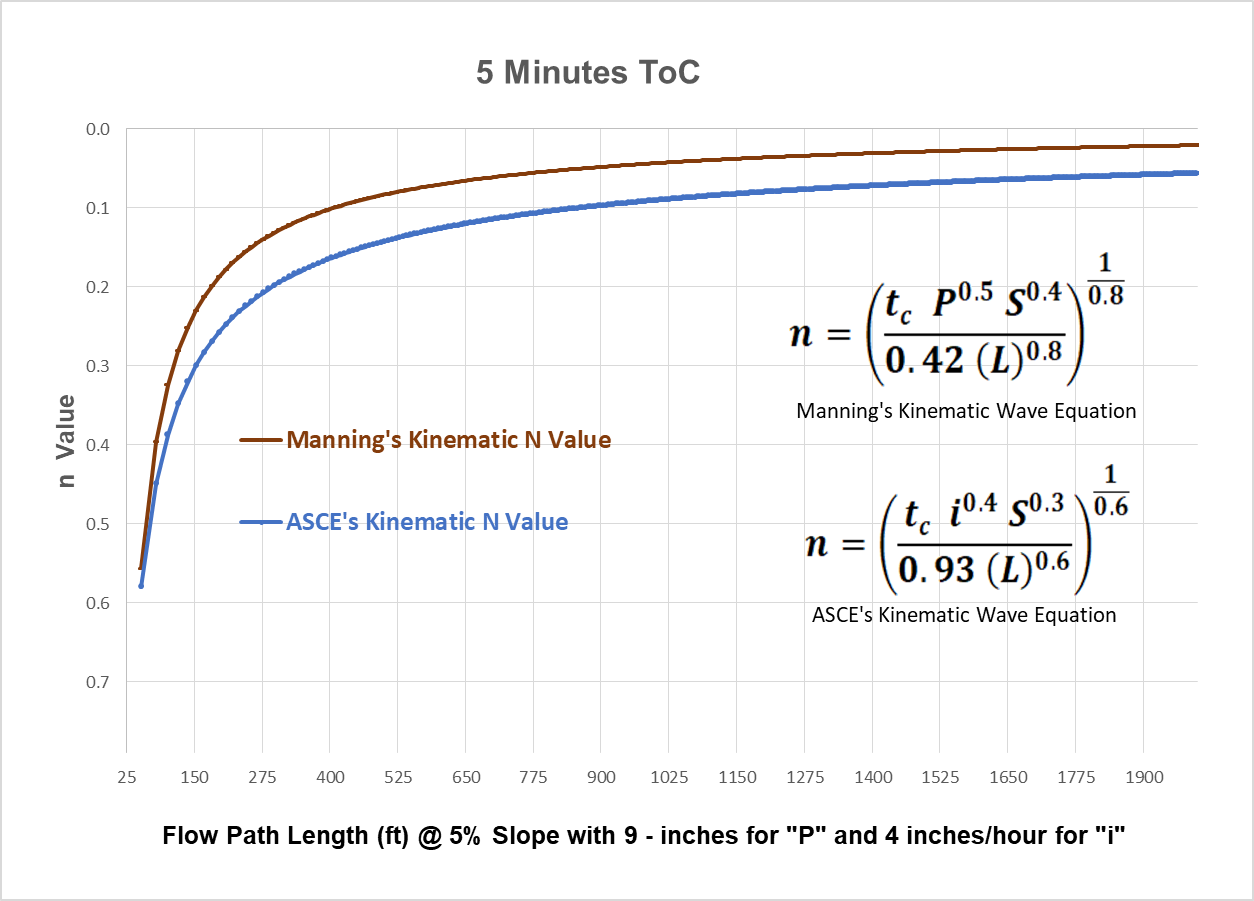 5 Minutes ToC
0.0
0.1
0.2
0.3
0.4
0.5
0.6
0.7
n Value
n = (t_c P^0.5 S^0.4 / 0.42 (L)^0.8)^(1/0.8)
Manning's Kinematic Wave Equation
Manning's Kinematic N Value
n = (t_c i^0.4 S^0.3 / 0.93 (L)^0.6)^(1/0.6)
ASCE's Kinematic N Value
ASCE's Kinematic Wave Equation
25 150 275 400 525 650 775 900 1025 1150 1275 1400 1525 1650 1775 1900
Flow Path Length (ft) @ 5% Slope with 9 - inches for "P" and 4 inches/hour for "i"